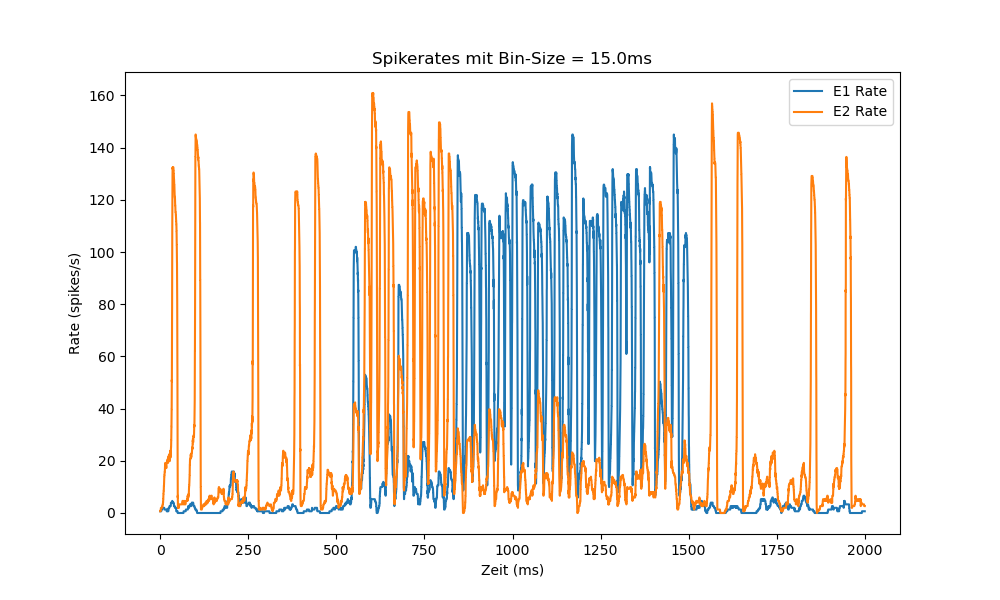 Spikerates mit Bin-Size = 15.0ms
E1 Rate
E2 Rate
Rate (spikes/s)
160
140
120
100
80
60
40
20
0
0 250 500 750 1000 1250 1500 1750 2000
Zeit (ms)